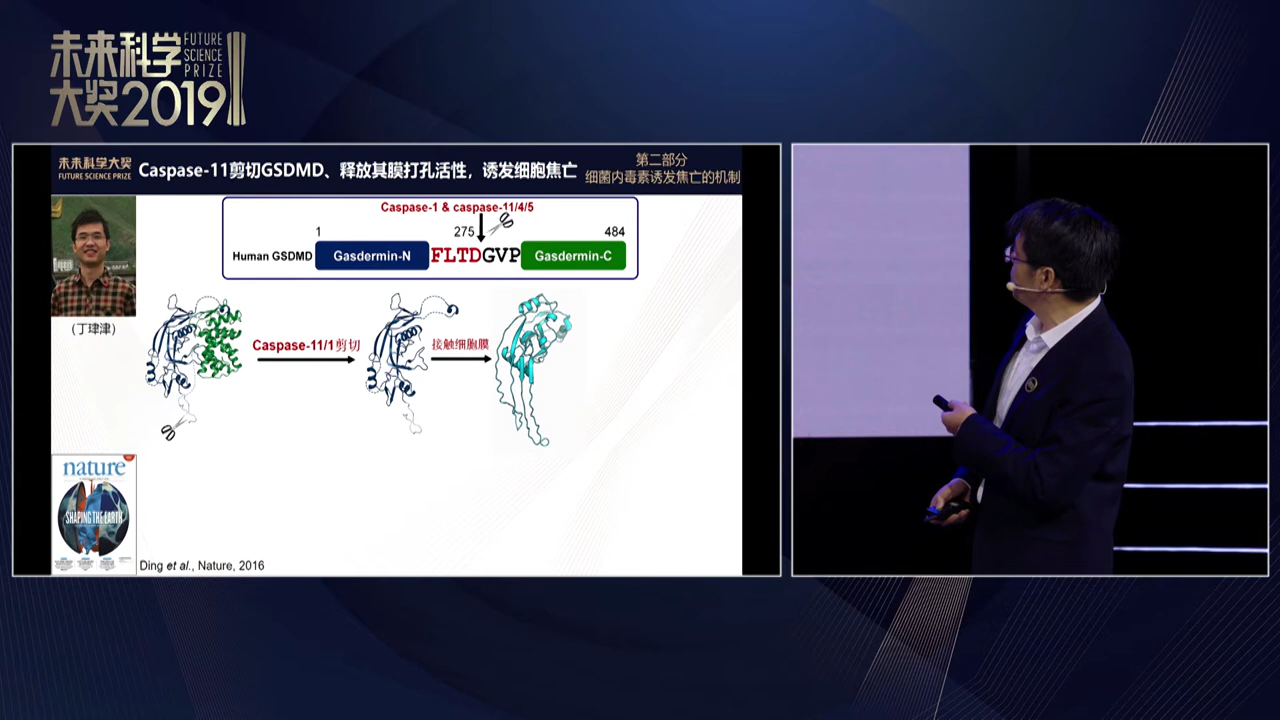 未来科学
大奖2019
FUTURE
SCIENCE
PRIZE
未来科学大奖
FUTURE SCIENCE PRIZE
Caspase-11剪切GSDMD、释放其膜打孔活性，诱发细胞焦亡
第二部分
细菌内毒素诱发焦亡的机制
Caspase-1 & caspase-11/4/5
1
275
484
Human GSDMD
Gasdermin-N
FLTDGVP
Gasdermin-C
（丁璟津）
Caspase-11/1剪切
接触细胞膜
nature
SHAPING THE EARTH
Ding et al., Nature, 2016